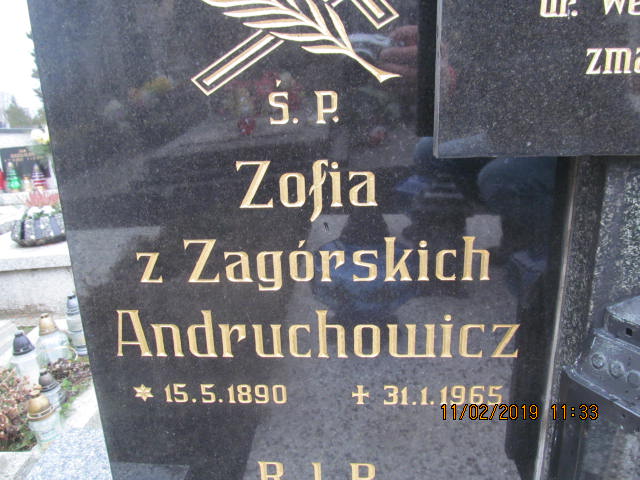 Ś. P.
Zofia
z Zagórskich
Andruchowicz
* 15.5.1890 + 31.1.1965
R.I.P.
11/02/2019 11:33